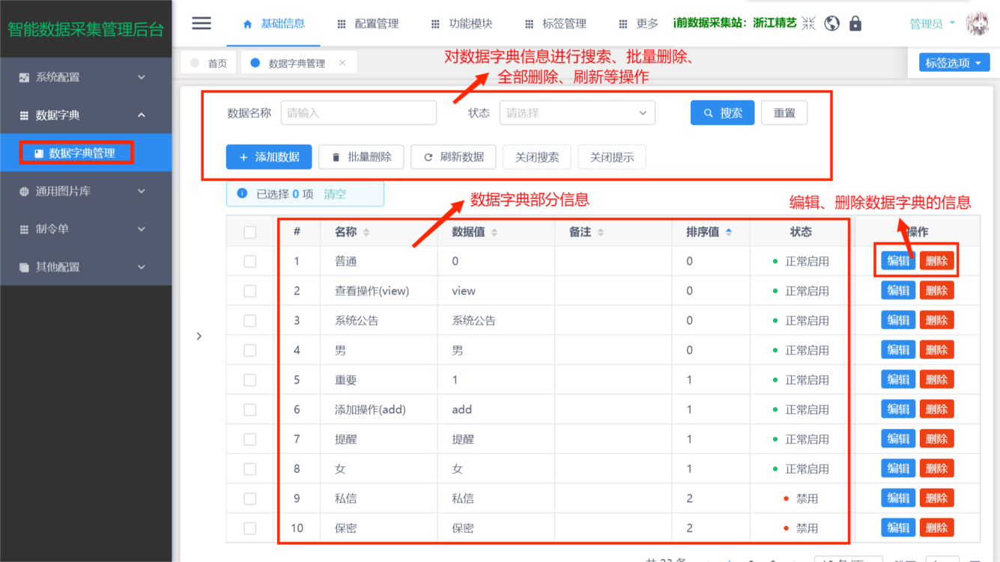 智能数据采集管理后台
基础信息 配置管理 功能模块 标签管理 更多 前数据采集站：浙江精艺 管理员
首页 数据字典管理 × 标签选项
对数据字典信息进行搜索、批量删除、
全部删除、刷新等操作
系统配置
数据字典
数据字典管理
通用图片库
制令单
其他配置
数据名称 请输入 状态 请选择 搜索 重置
+ 添加数据 批量删除 刷新数据 关闭搜索 关闭提示
已选择 0 项 清空
数据字典部分信息
编辑、删除数据字典的信息
# 名称 数据值 备注 排序值 状态 操作
1 普通 0 0 正常启用 编辑 删除
2 查看操作(view) view 0 正常启用 编辑 删除
3 系统公告 系统公告 0 正常启用 编辑 删除
4 男 男 0 正常启用 编辑 删除
5 重要 1 1 正常启用 编辑 删除
6 添加操作(add) add 1 正常启用 编辑 删除
7 提醒 提醒 1 正常启用 编辑 删除
8 女 女 1 正常启用 编辑 删除
9 私信 私信 2 禁用 编辑 删除
10 保密 保密 2 禁用 编辑 删除